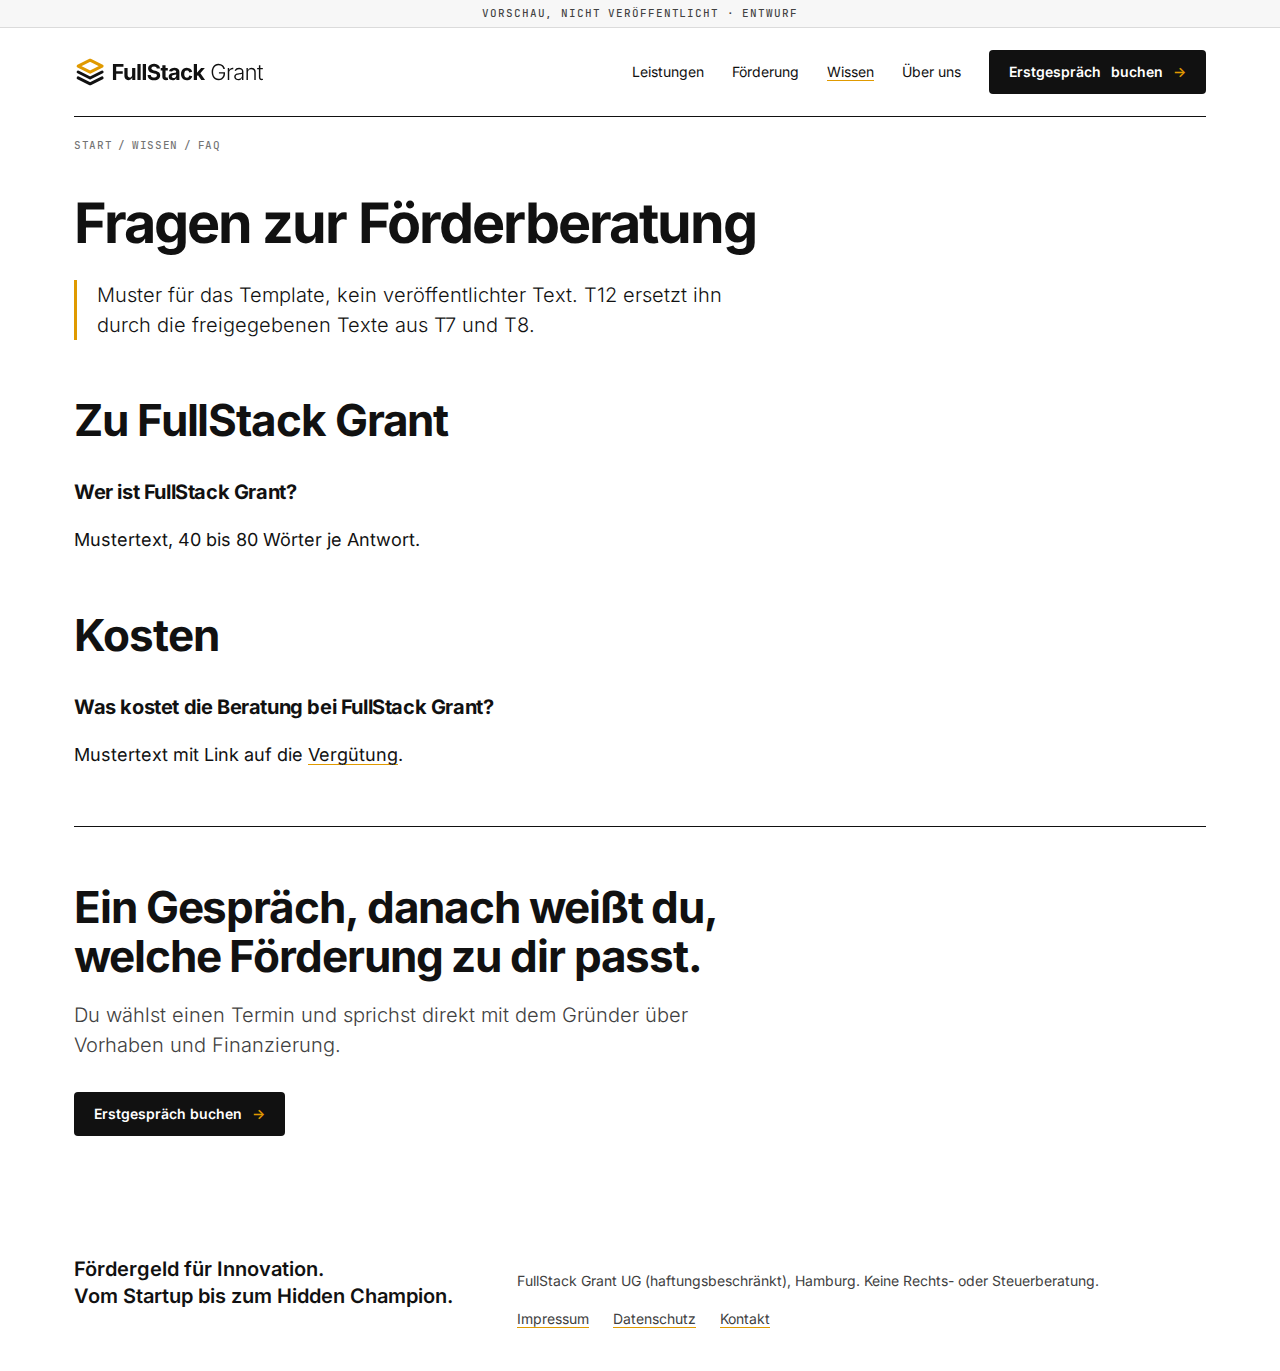 VORSCHAU, NICHT VERÖFFENTLICHT · ENTWURF
FullStack Grant
Leistungen Förderung Wissen Über uns Erstgespräch buchen →
START / WISSEN / FAQ
Fragen zur Förderberatung
Muster für das Template, kein veröffentlichter Text. T12 ersetzt ihn
durch die freigegebenen Texte aus T7 und T8.
Zu FullStack Grant
Wer ist FullStack Grant?
Mustertext, 40 bis 80 Wörter je Antwort.
Kosten
Was kostet die Beratung bei FullStack Grant?
Mustertext mit Link auf die Vergütung.
Ein Gespräch, danach weißt du,
welche Förderung zu dir passt.
Du wählst einen Termin und sprichst direkt mit dem Gründer über
Vorhaben und Finanzierung.
Erstgespräch buchen →
Fördergeld für Innovation.
Vom Startup bis zum Hidden Champion.
FullStack Grant UG (haftungsbeschränkt), Hamburg. Keine Rechts- oder Steuerberatung.
Impressum Datenschutz Kontakt